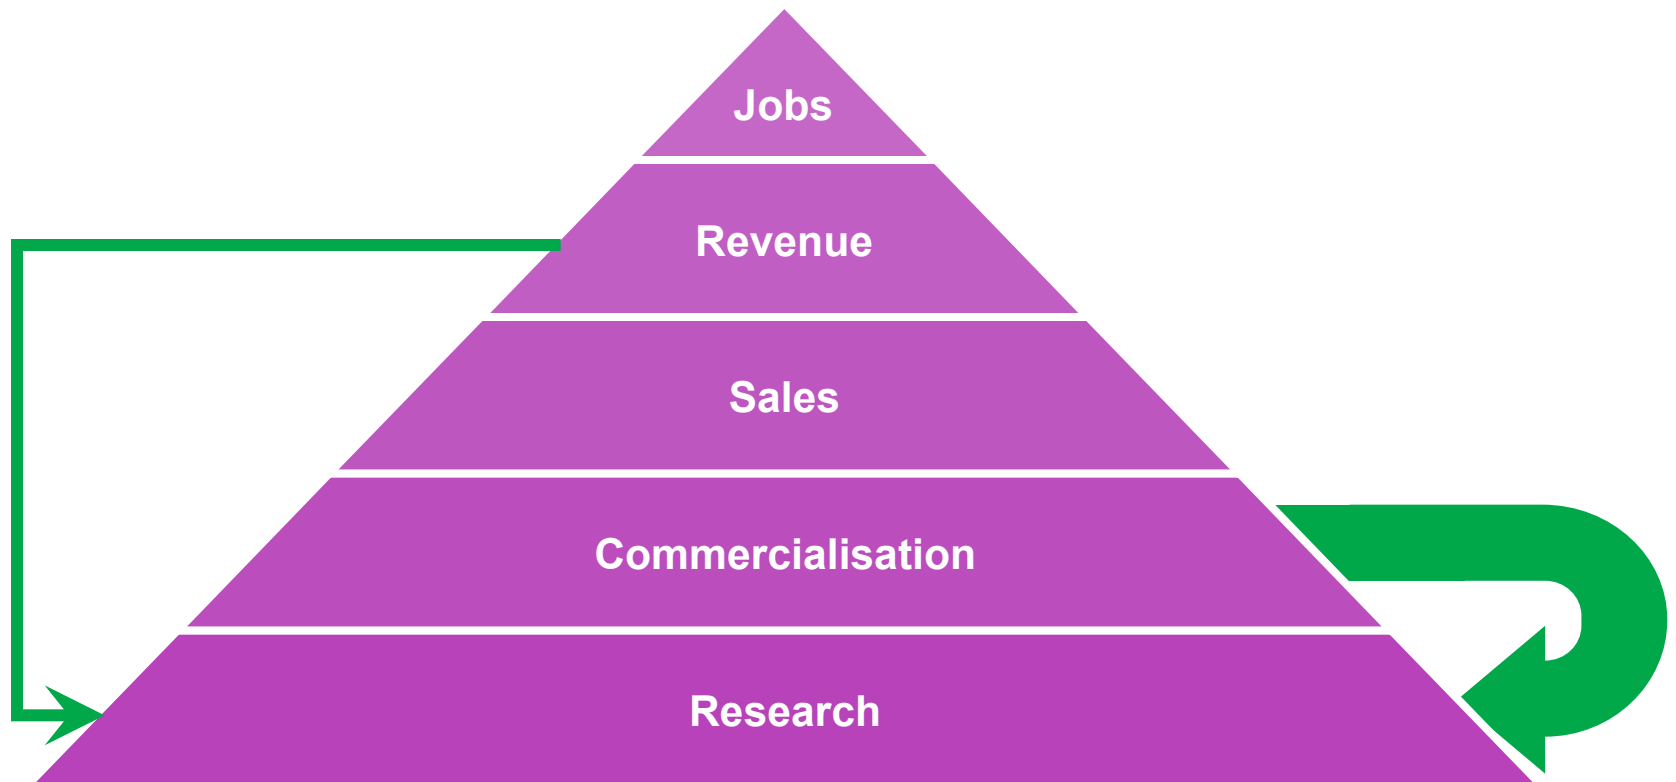 Jobs
Revenue
Sales
Commercialisation
Research